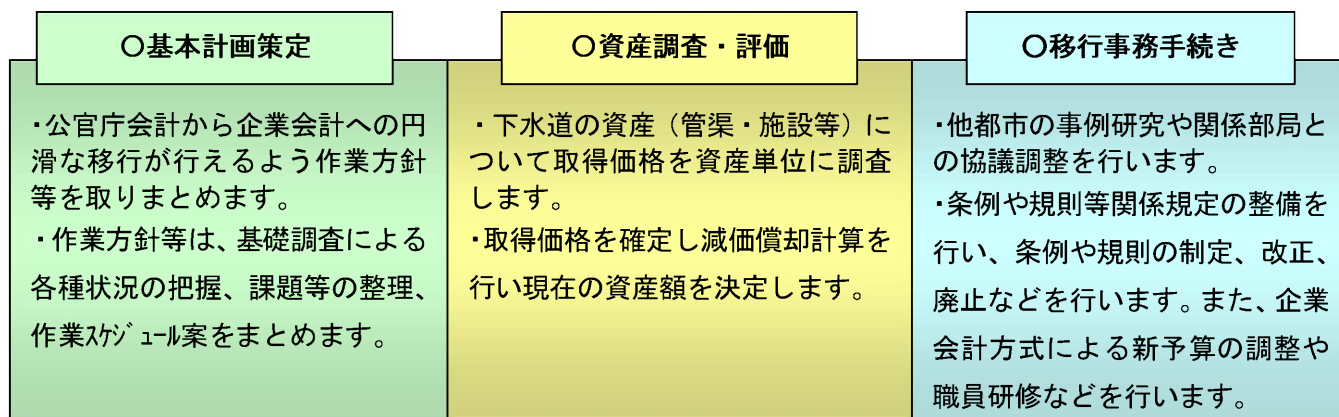 〇基本計画策定
・公官庁会計から企業会計への円
滑な移行が行えるよう作業方針
等を取りまとめます。
・作業方針等は、基礎調査による
各種状況の把握、課題等の整理、
作業ｽｹｼﾞｭｰﾙ案をまとめます。
〇資産調査・評価
・下水道の資産（管渠・施設等）に
ついて取得価格を資産単位に調査
します。
・取得価格を確定し減価償却計算を
行い現在の資産額を決定します。
〇移行事務手続き
・他都市の事例研究や関係部局と
の協議調整を行います。
・条例や規則等関係規定の整備を
行い、条例や規則の制定、改正、
廃止などを行います。また、企業
会計方式による新予算の調整や
職員研修などを行います。